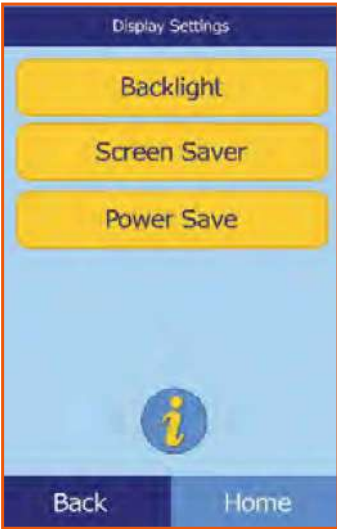 Display Settings
Backlight
Screen Saver
Power Save
i
Back Home